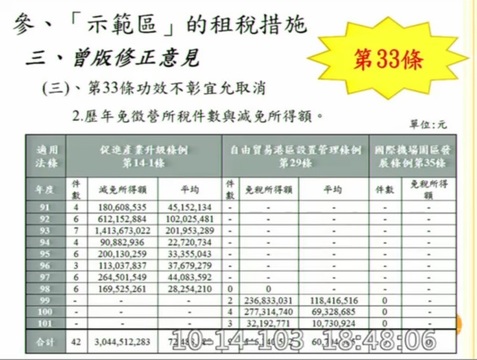 參、「示範區」的租稅措施
三、曾版修正意見
第33條
(三)、第33條功效不彰宜允取消
2.歷年免徵營所稅件數與減免所得額。
單位:元
適用法條 促進產業升級條例第14-1條 自由貿易港區設置管理條例第29條 國際機場園區發展條例第35條
年度 件數 減免所得額 平均 件數 免稅所得額 平均 件數 免稅所得額
91 4 180,608,535 45,152,134 - - - - -
92 6 612,152,884 102,025,481 - - - - -
93 7 1,413,673,022 201,953,289 - - - - -
94 4 90,882,936 22,720,734 - - - - -
95 6 200,130,259 33,355,043 - - - - -
96 3 113,037,837 37,679,279 - - - - -
97 6 264,501,549 44,083,592 - - - - -
98 6 169,525,261 28,254,210 0 0 - - -
99 - - - 2 236,833,031 118,416,516 0 -
100 - - - 4 277,314,740 69,328,685 0 -
101 - - - 3 32,192,771 10,730,924 0 -
合計 42 3,044,512,283
10-14-103 18:48:06